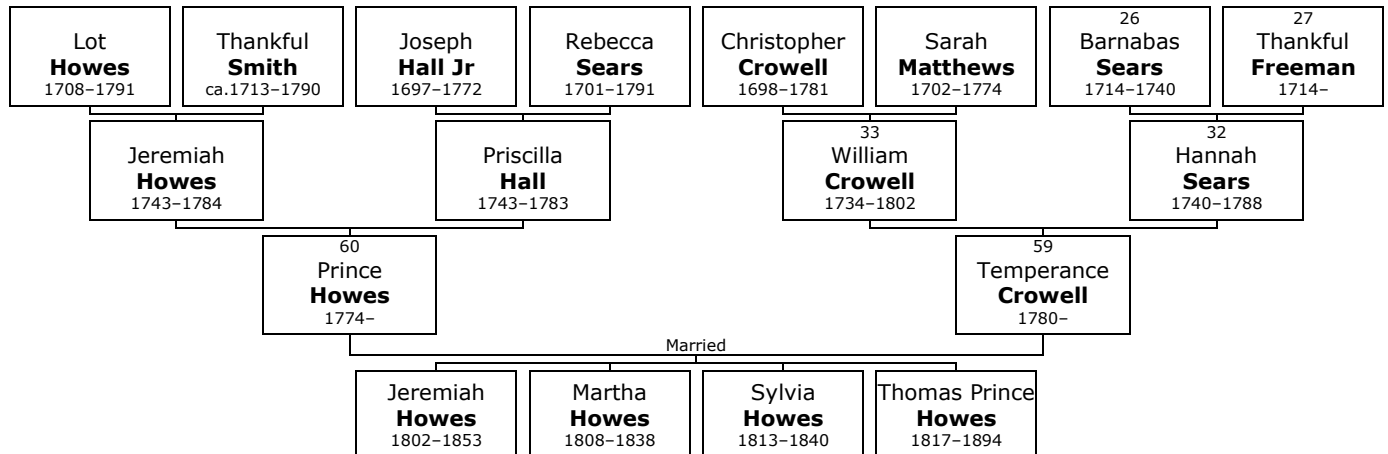 Lot
Howes
1708–1791
Thankful
Smith
ca.1713–1790
Joseph
Hall Jr
1697–1772
Rebecca
Sears
1701–1791
Christopher
Crowell
1698–1781
Sarah
Matthews
1702–1774
26
Barnabas
Sears
1714–1740
27
Thankful
Freeman
1714–
Jeremiah
Howes
1743–1784
Priscilla
Hall
1743–1783
33
William
Crowell
1734–1802
32
Hannah
Sears
1740–1788
60
Prince
Howes
1774–
59
Temperance
Crowell
1780–
Married
Jeremiah
Howes
1802–1853
Martha
Howes
1808–1838
Sylvia
Howes
1813–1840
Thomas Prince
Howes
1817–1894